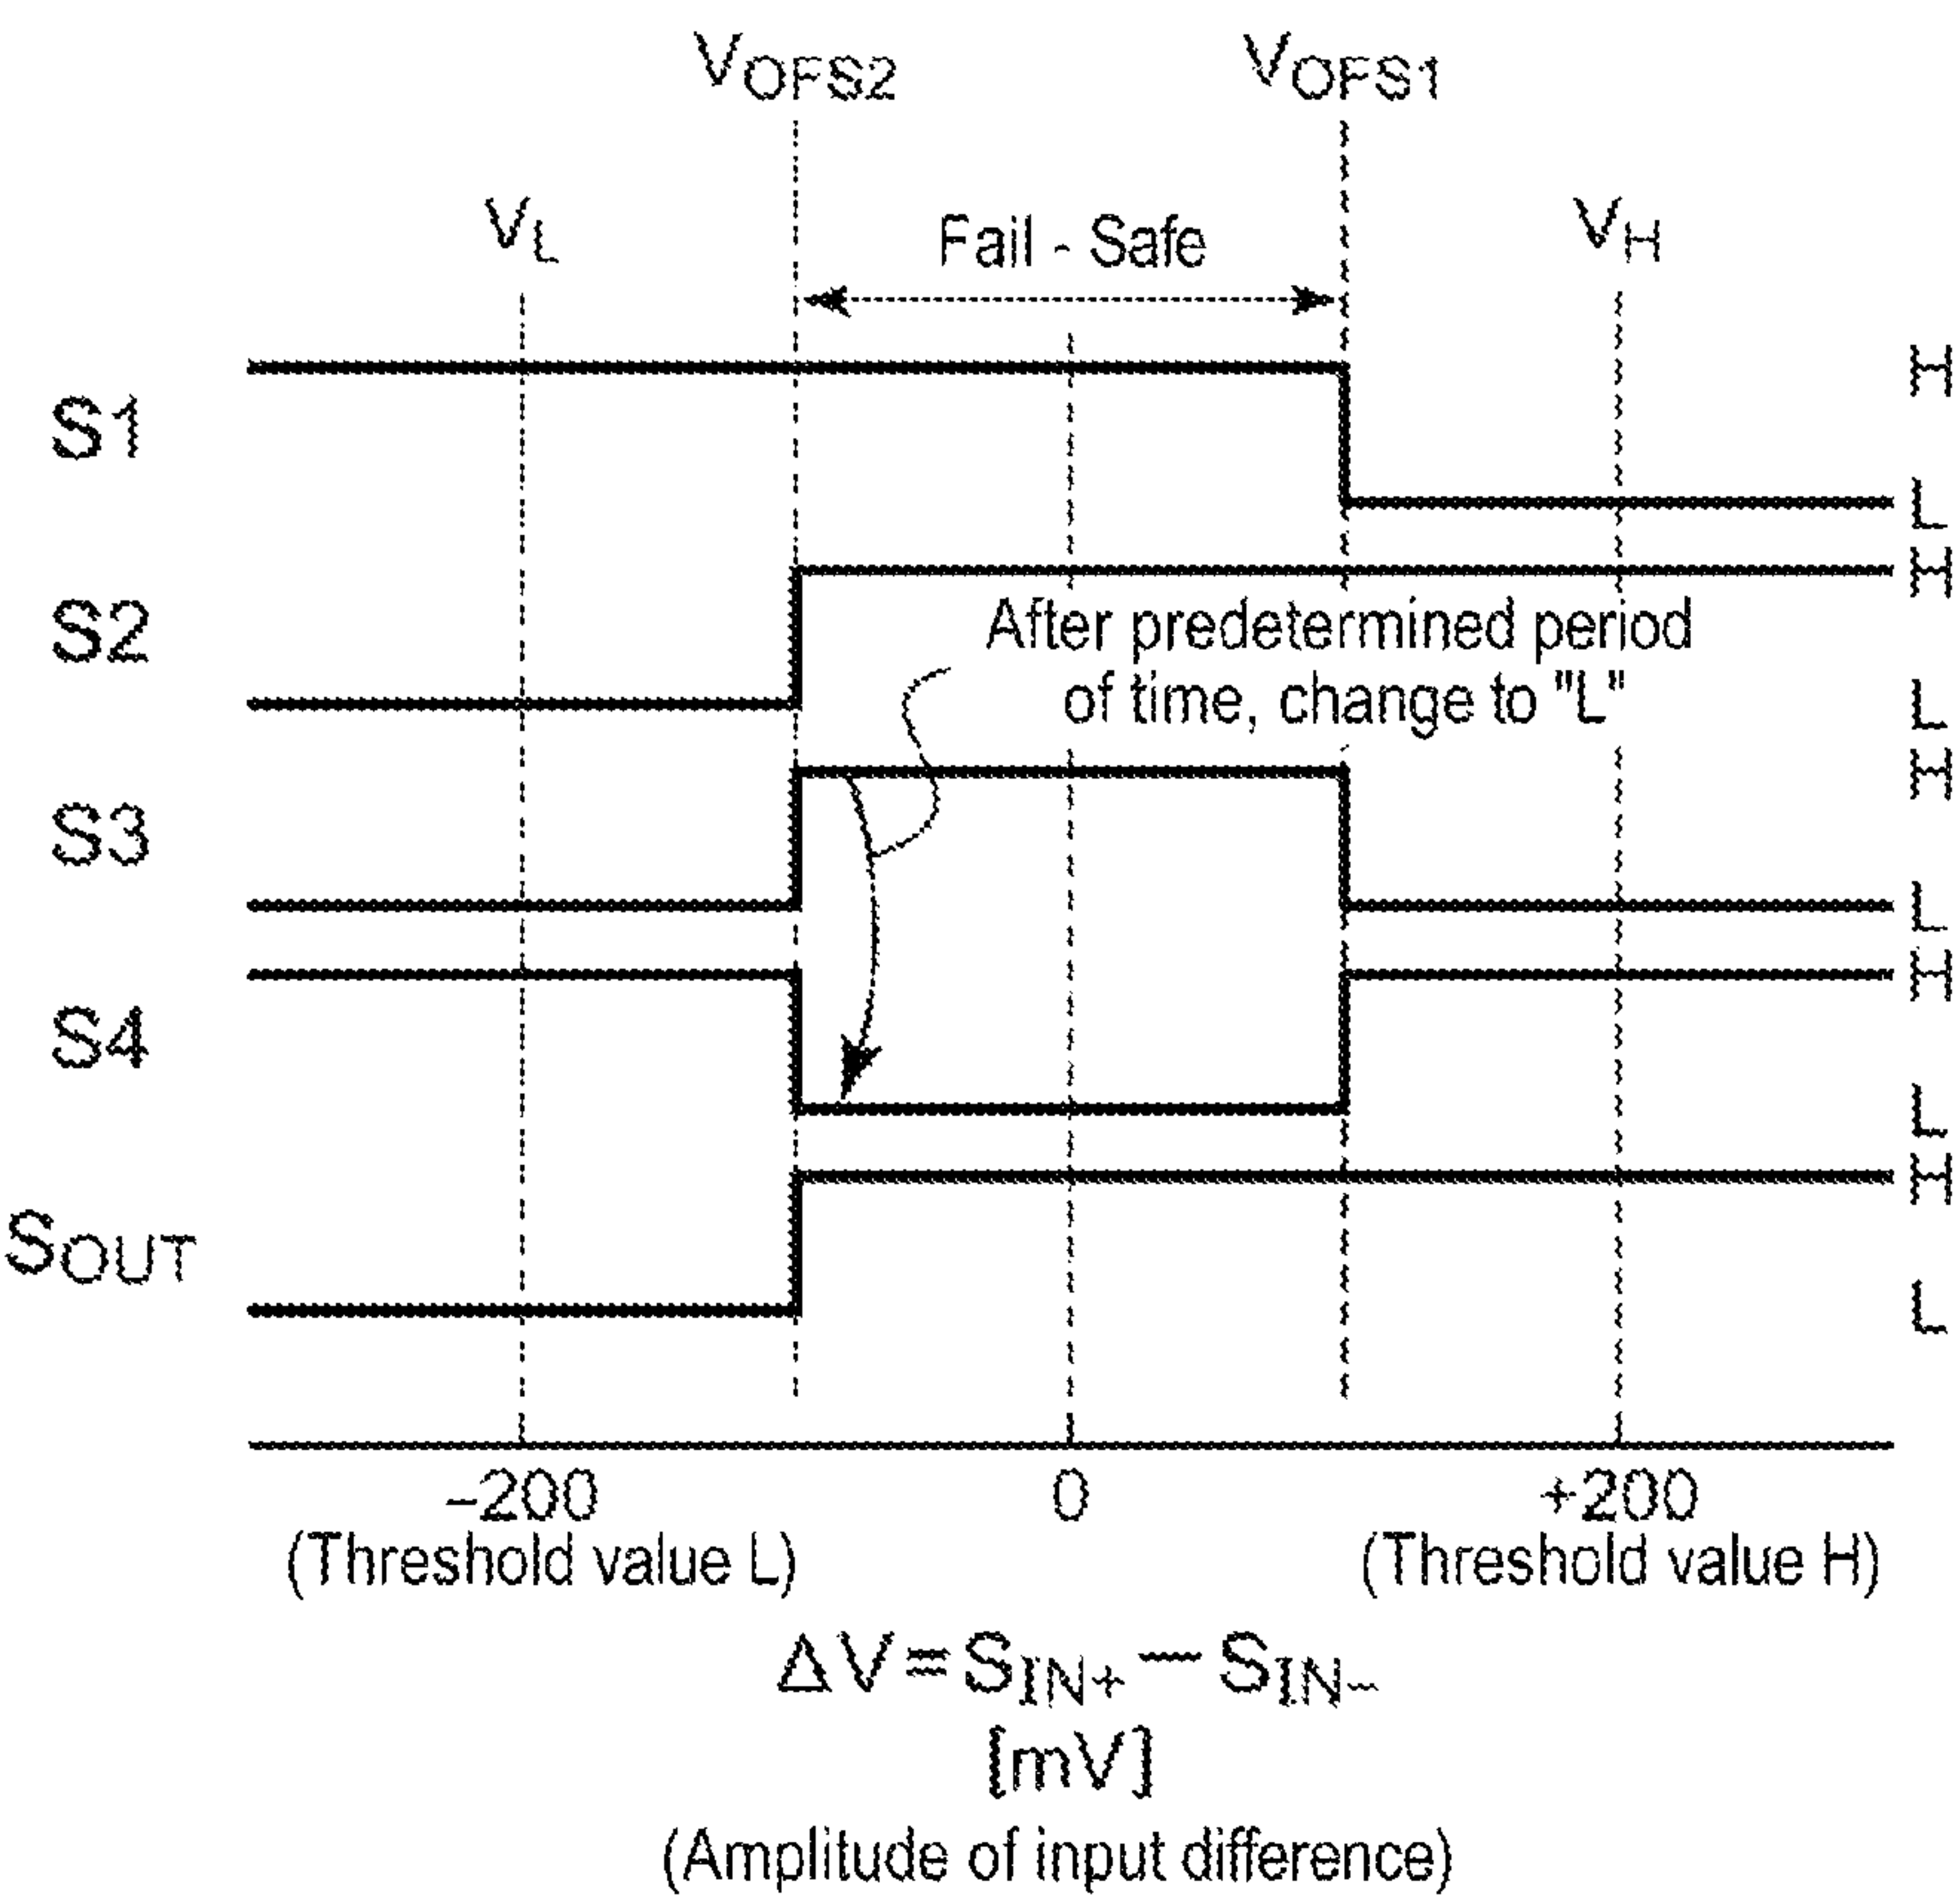 VOFS2 VOFS1
VL Fail - Safe VH
H
S1
L
H
S2 After predetermined period
of time, change to "L"
L
H
S3
L
H
S4
L
H
SOUT
L
–200 0 +200
(Threshold value L) (Threshold value H)
ΔV=SIN+–SIN–
[mV]
(Amplitude of input difference)